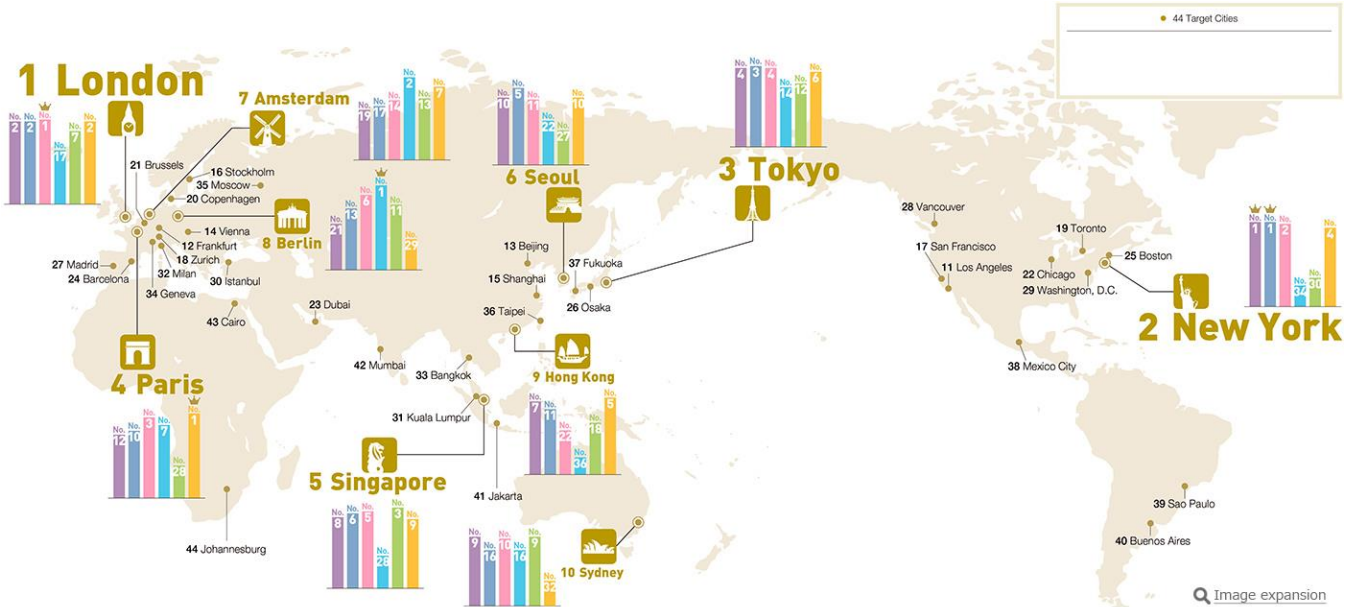 44 Target Cities
1 London
No. 2 No. 2 No. 1 No. 17 No. 7 No. 2
7 Amsterdam
No. 19 No. 17 No. 14 No. 2 No. 13 No. 7
6 Seoul
No. 10 No. 5 No. 11 No. 22 No. 27 No. 10
3 Tokyo
No. 4 No. 3 No. 4 No. 14 No. 12 No. 6
21 Brussels
16 Stockholm
35 Moscow
20 Copenhagen
8 Berlin
No. 21 No. 13 No. 6 No. 1 No. 11 No. 29
14 Vienna
12 Frankfurt
18 Zurich
32 Milan
34 Geneva
27 Madrid
24 Barcelona
30 Istanbul
43 Cairo
23 Dubai
13 Beijing
15 Shanghai
37 Fukuoka
26 Osaka
36 Taipei
28 Vancouver
17 San Francisco
11 Los Angeles
19 Toronto
25 Boston
22 Chicago
29 Washington, D.C.
2 New York
No. 1 No. 1 No. 2 No. 30 No. 4
38 Mexico City
42 Mumbai
33 Bangkok
9 Hong Kong
No. 7 No. 11 No. 22 No. 36 No. 18 No. 5
31 Kuala Lumpur
4 Paris
No. 12 No. 10 No. 3 No. 7 No. 28 No. 1
5 Singapore
No. 8 No. 6 No. 5 No. 28 No. 3 No. 9
41 Jakarta
44 Johannesburg
10 Sydney
No. 9 No. 16 No. 10 No. 16 No. 9 No. 32
39 Sao Paulo
40 Buenos Aires
Image expansion